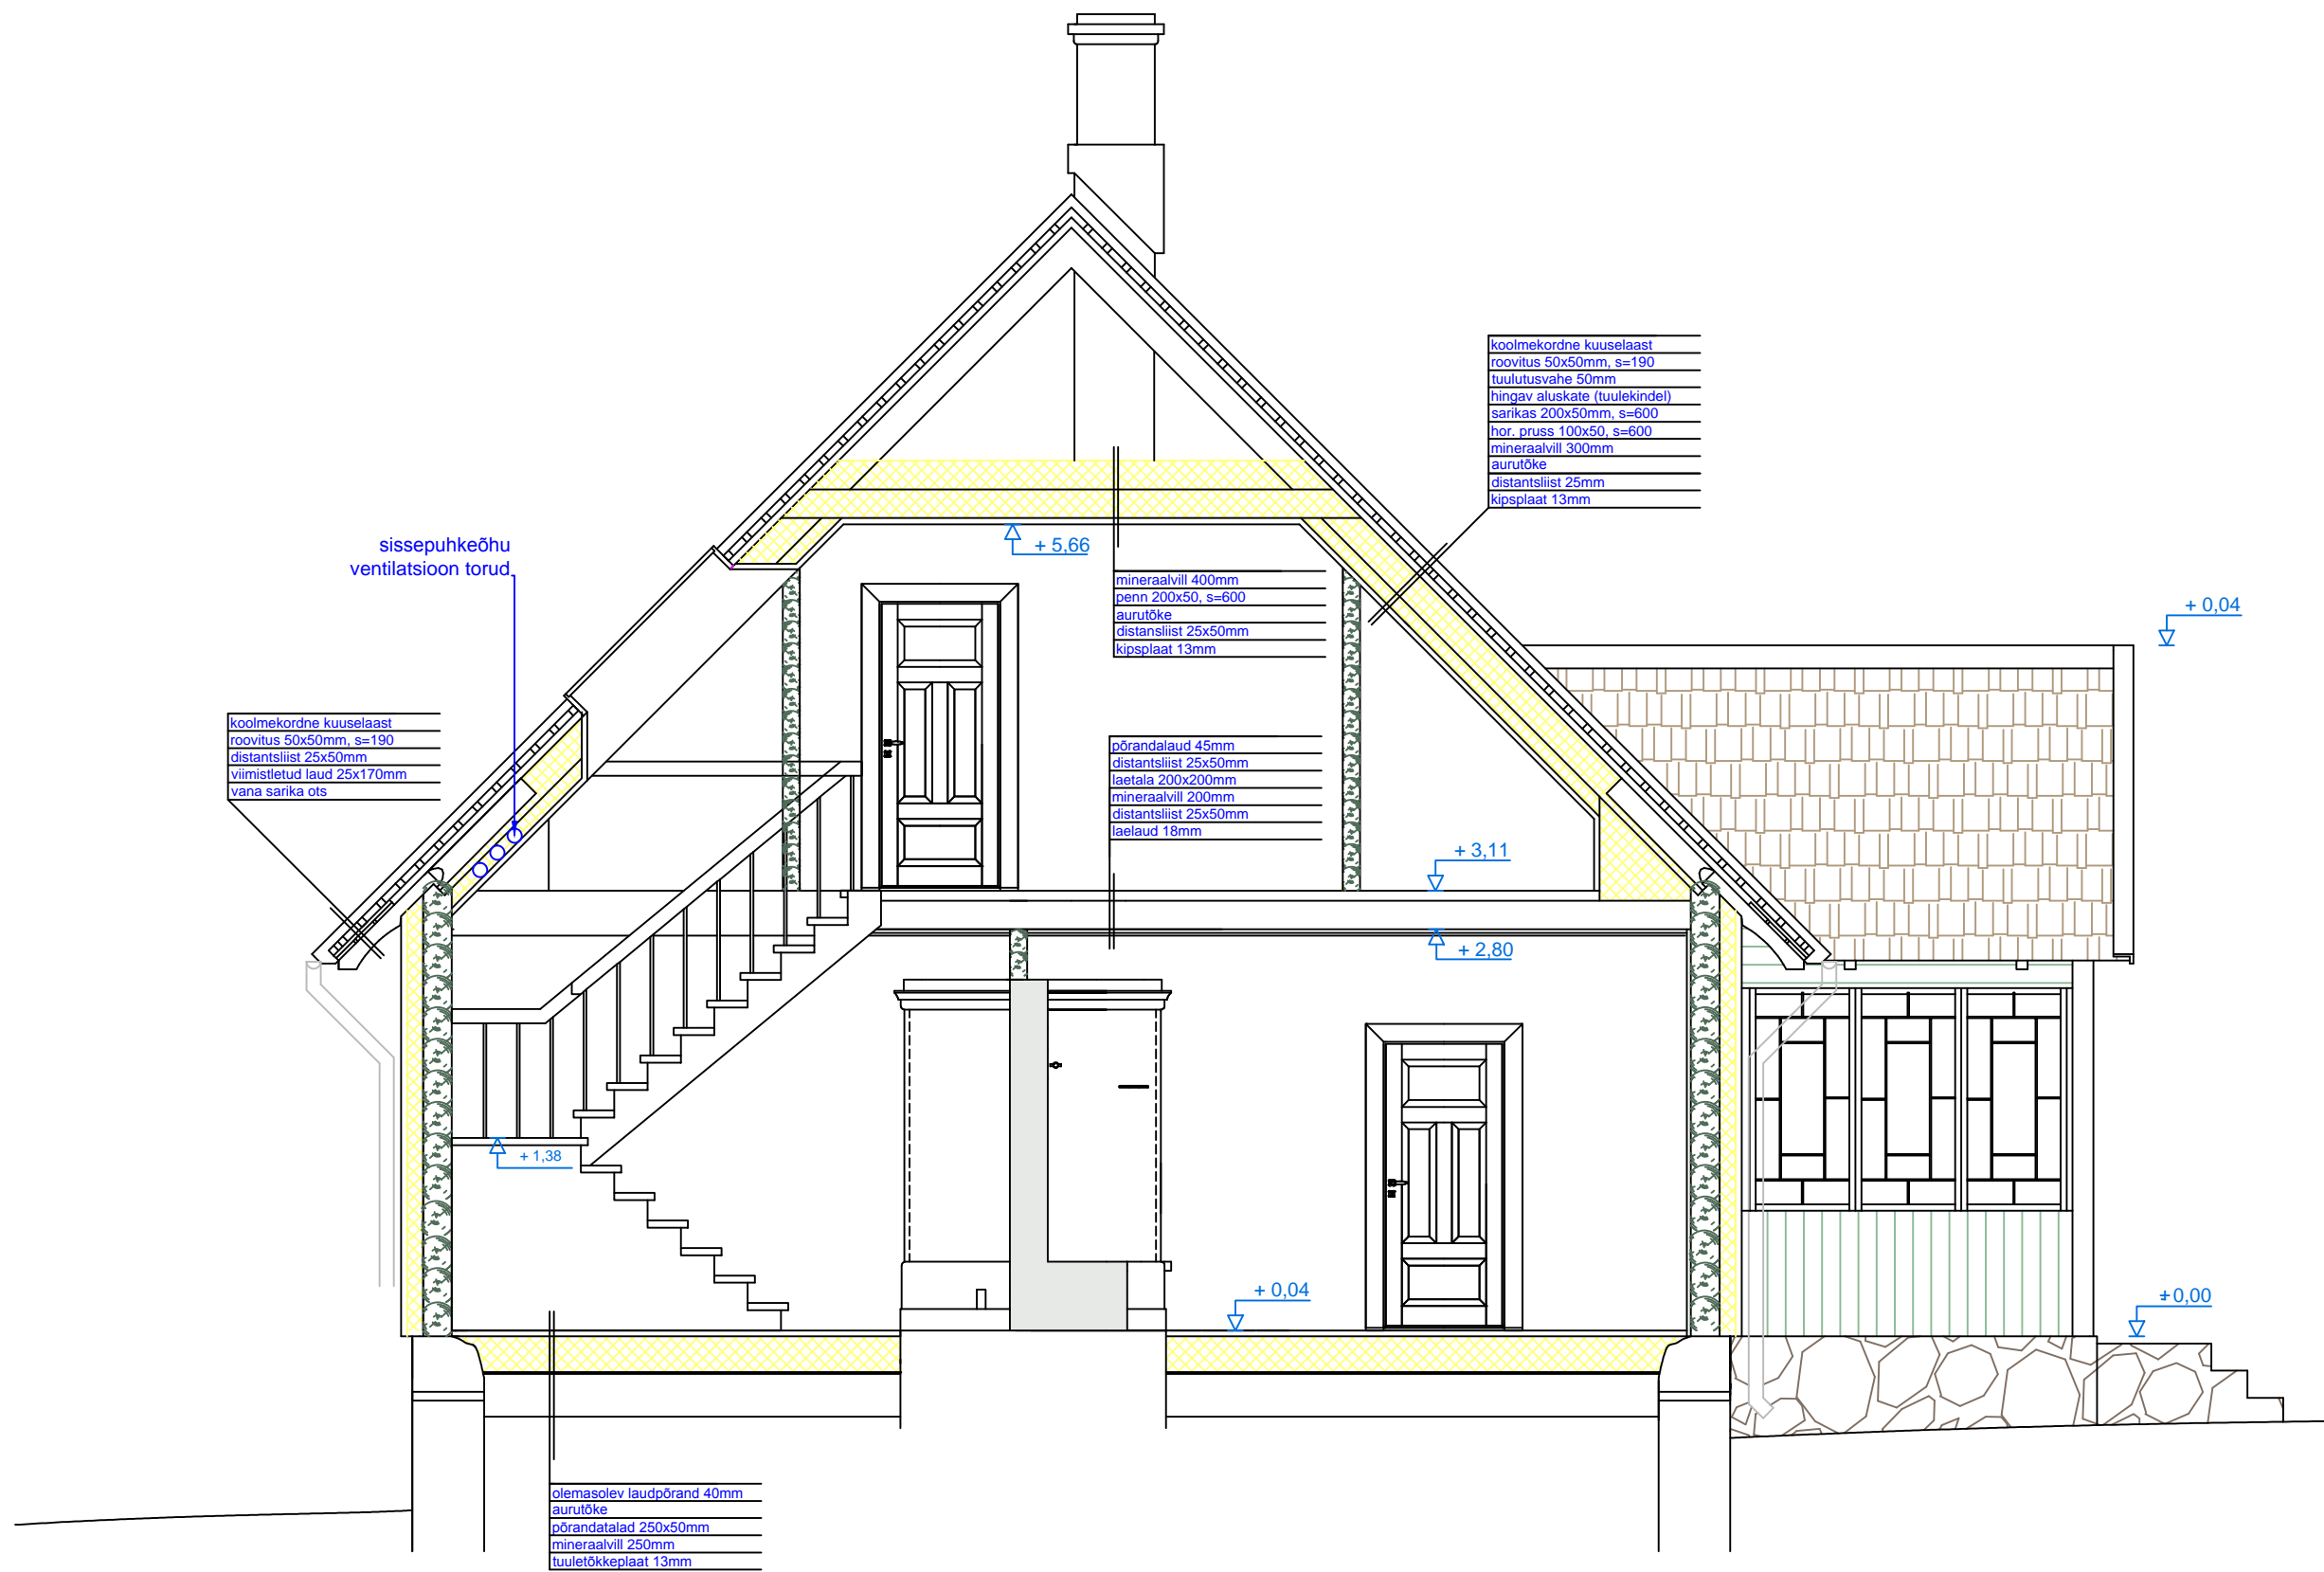 koolmekordne kuuselaast
roovitus 50x50mm, s=190
tuulutusvahe 50mm
hingav aluskate (tuulekindel)
sarikas 200x50mm, s=600
hor. pruss 100x50, s=600
mineraalvill 300mm
aurutõke
distantsliist 25mm
kipsplaat 13mm
sissepuhkeõhu
ventilatsioon torud
+ 5,66
mineraalvill 400mm
penn 200x50, s=600
aurutõke
distansliist 25x50mm
kipsplaat 13mm
+ 0,04
koolmekordne kuuselaast
roovitus 50x50mm, s=190
distantsliist 25x50mm
viimistletud laud 25x170mm
vana sarika ots
põrandalaud 45mm
distantsliist 25x50mm
laetala 200x200mm
mineraalvill 200mm
distantsliist 25x50mm
laelaud 18mm
+ 3,11
+ 2,80
+ 1,38
+ 0,04
+0,00
olemasolev laudpõrand 40mm
aurutõke
põrandatalad 250x50mm
mineraalvill 250mm
tuuletõkkeplaat 13mm